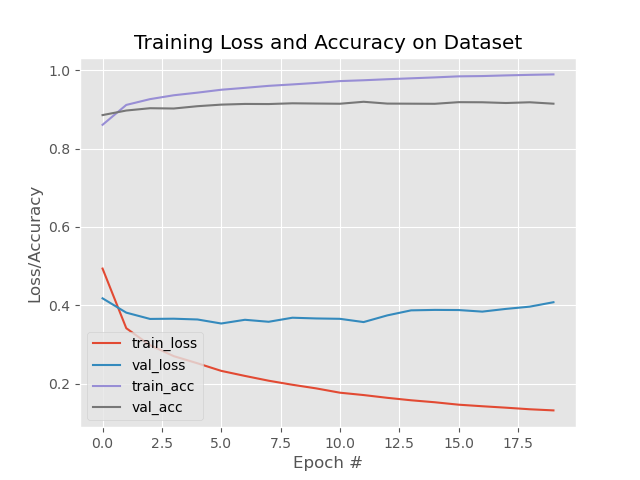 Training Loss and Accuracy on Dataset
Loss/Accuracy
1.0
0.8
0.6
0.4
0.2
train_loss
val_loss
train_acc
val_acc
0.0 2.5 5.0 7.5 10.0 12.5 15.0 17.5
Epoch #